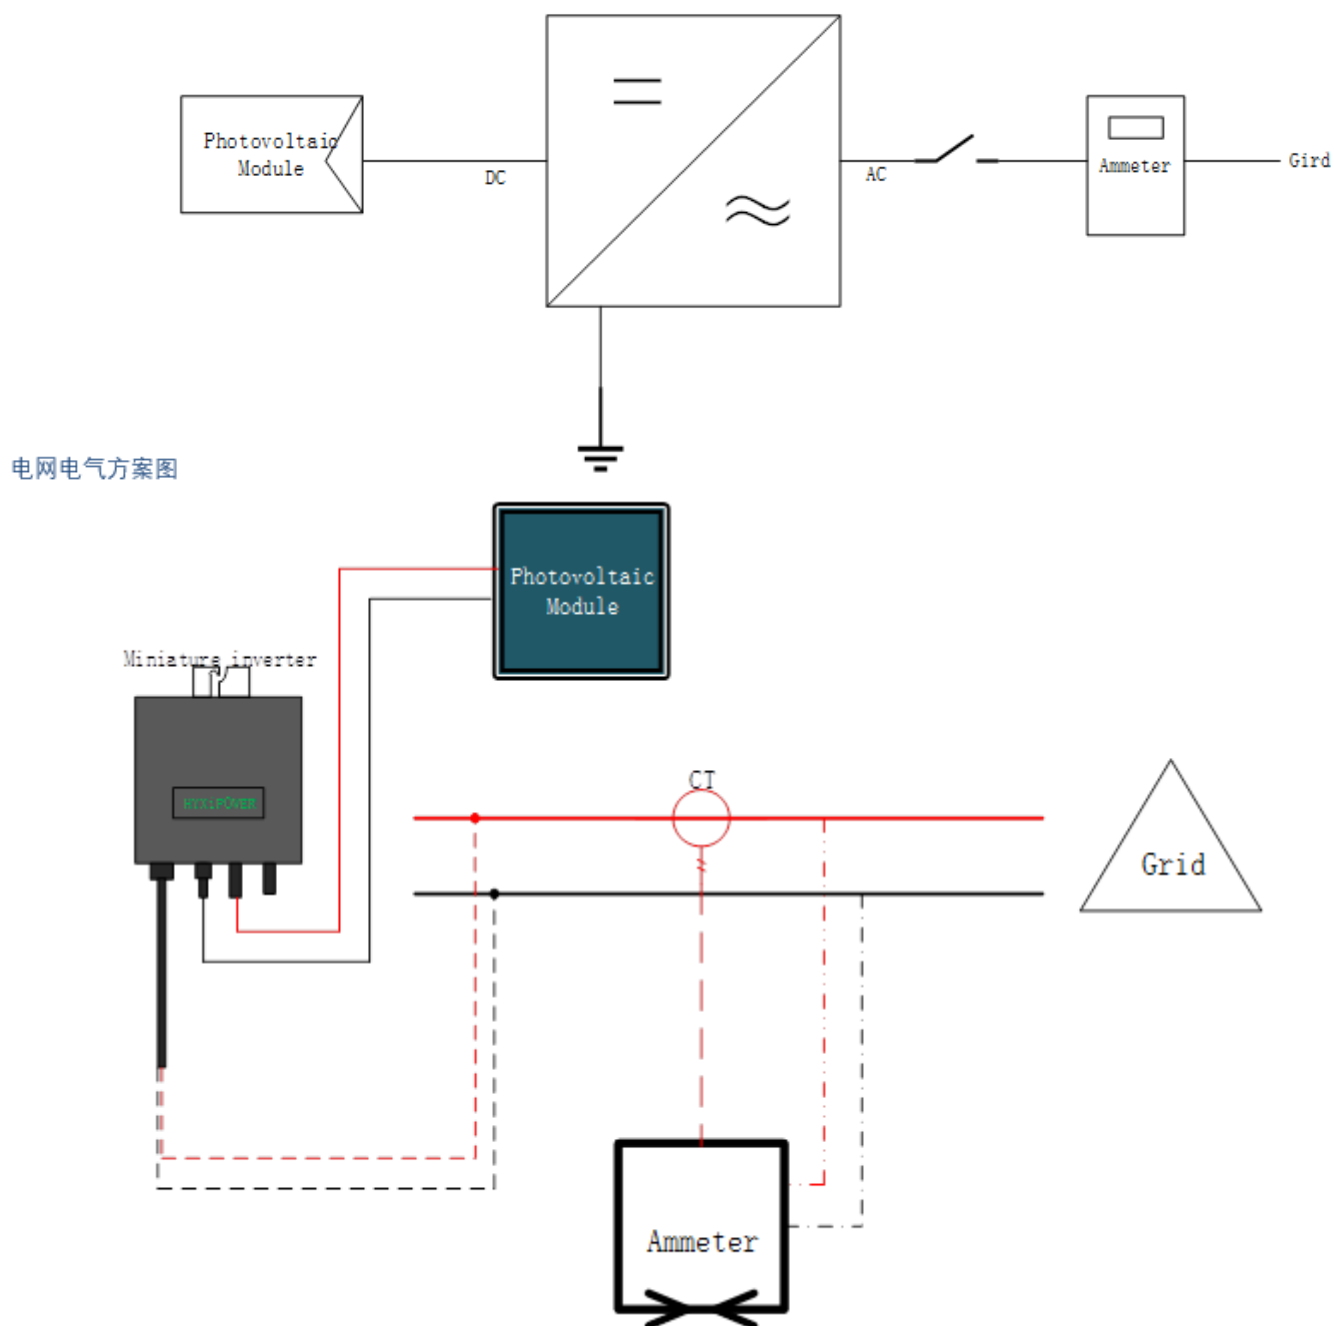 Photovoltaic
Module
DC
AC
Ammeter
Gird
电网电气方案图
Photovoltaic
Module
Miniature inverter
HYXiPOWER
CT
Grid
Ammeter